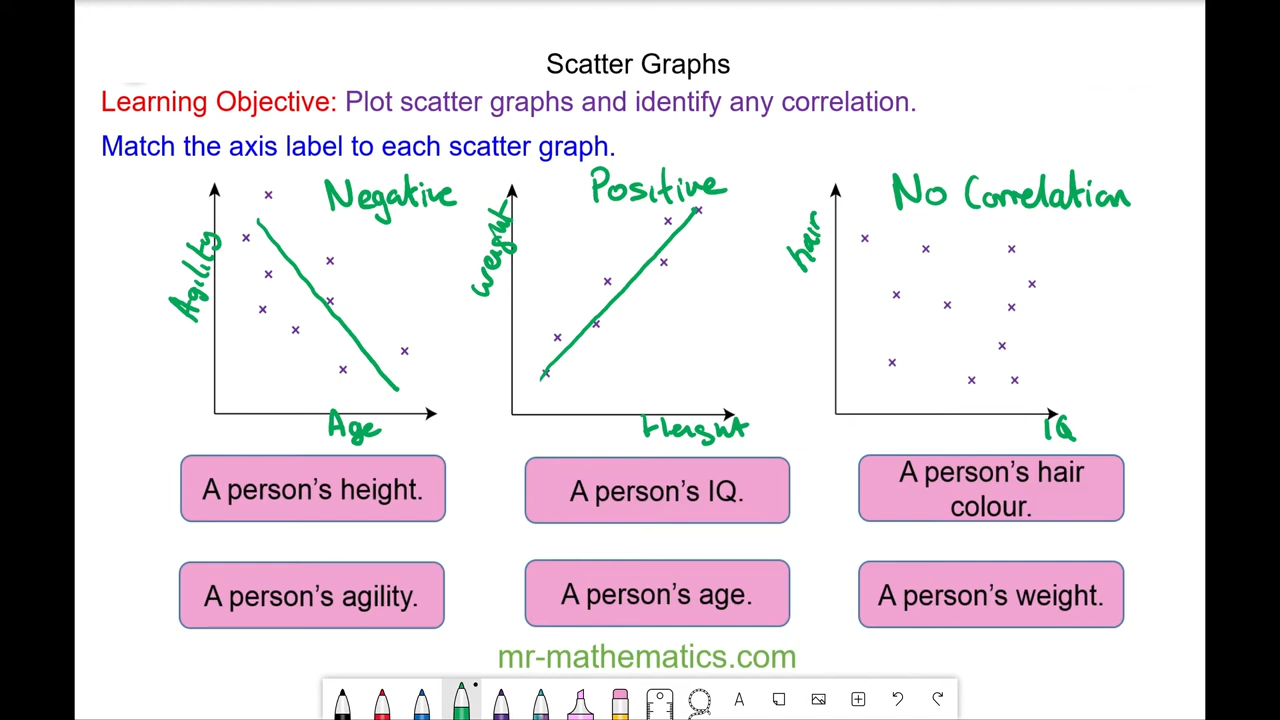 Scatter Graphs
Learning Objective: Plot scatter graphs and identify any correlation.
Match the axis label to each scatter graph.
Negative
Agility
Age
Positive
weight
Height
No Correlation
hair
IQ
A person's height.
A person's IQ.
A person's hair
colour.
A person's agility.
A person's age.
A person's weight.
mr-mathematics.com
A